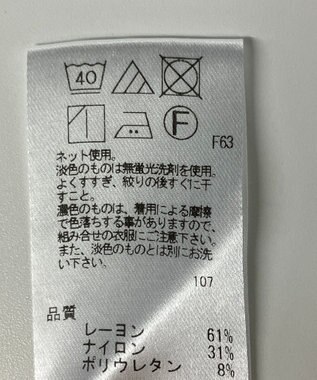 40
F
F63
ネット使用。
淡色のものは無蛍光洗剤を使用。
よくすすぎ、絞りの後すぐに干
すこと。
濃色のものは、着用による摩擦
で色落ちする事がありますので、
組み合せの衣服にご注意下さい。
また、淡色のものとは別にお洗
い下さい。
107
品質
レーヨン 61%
ナイロン 31%
ポリウレタン 8%